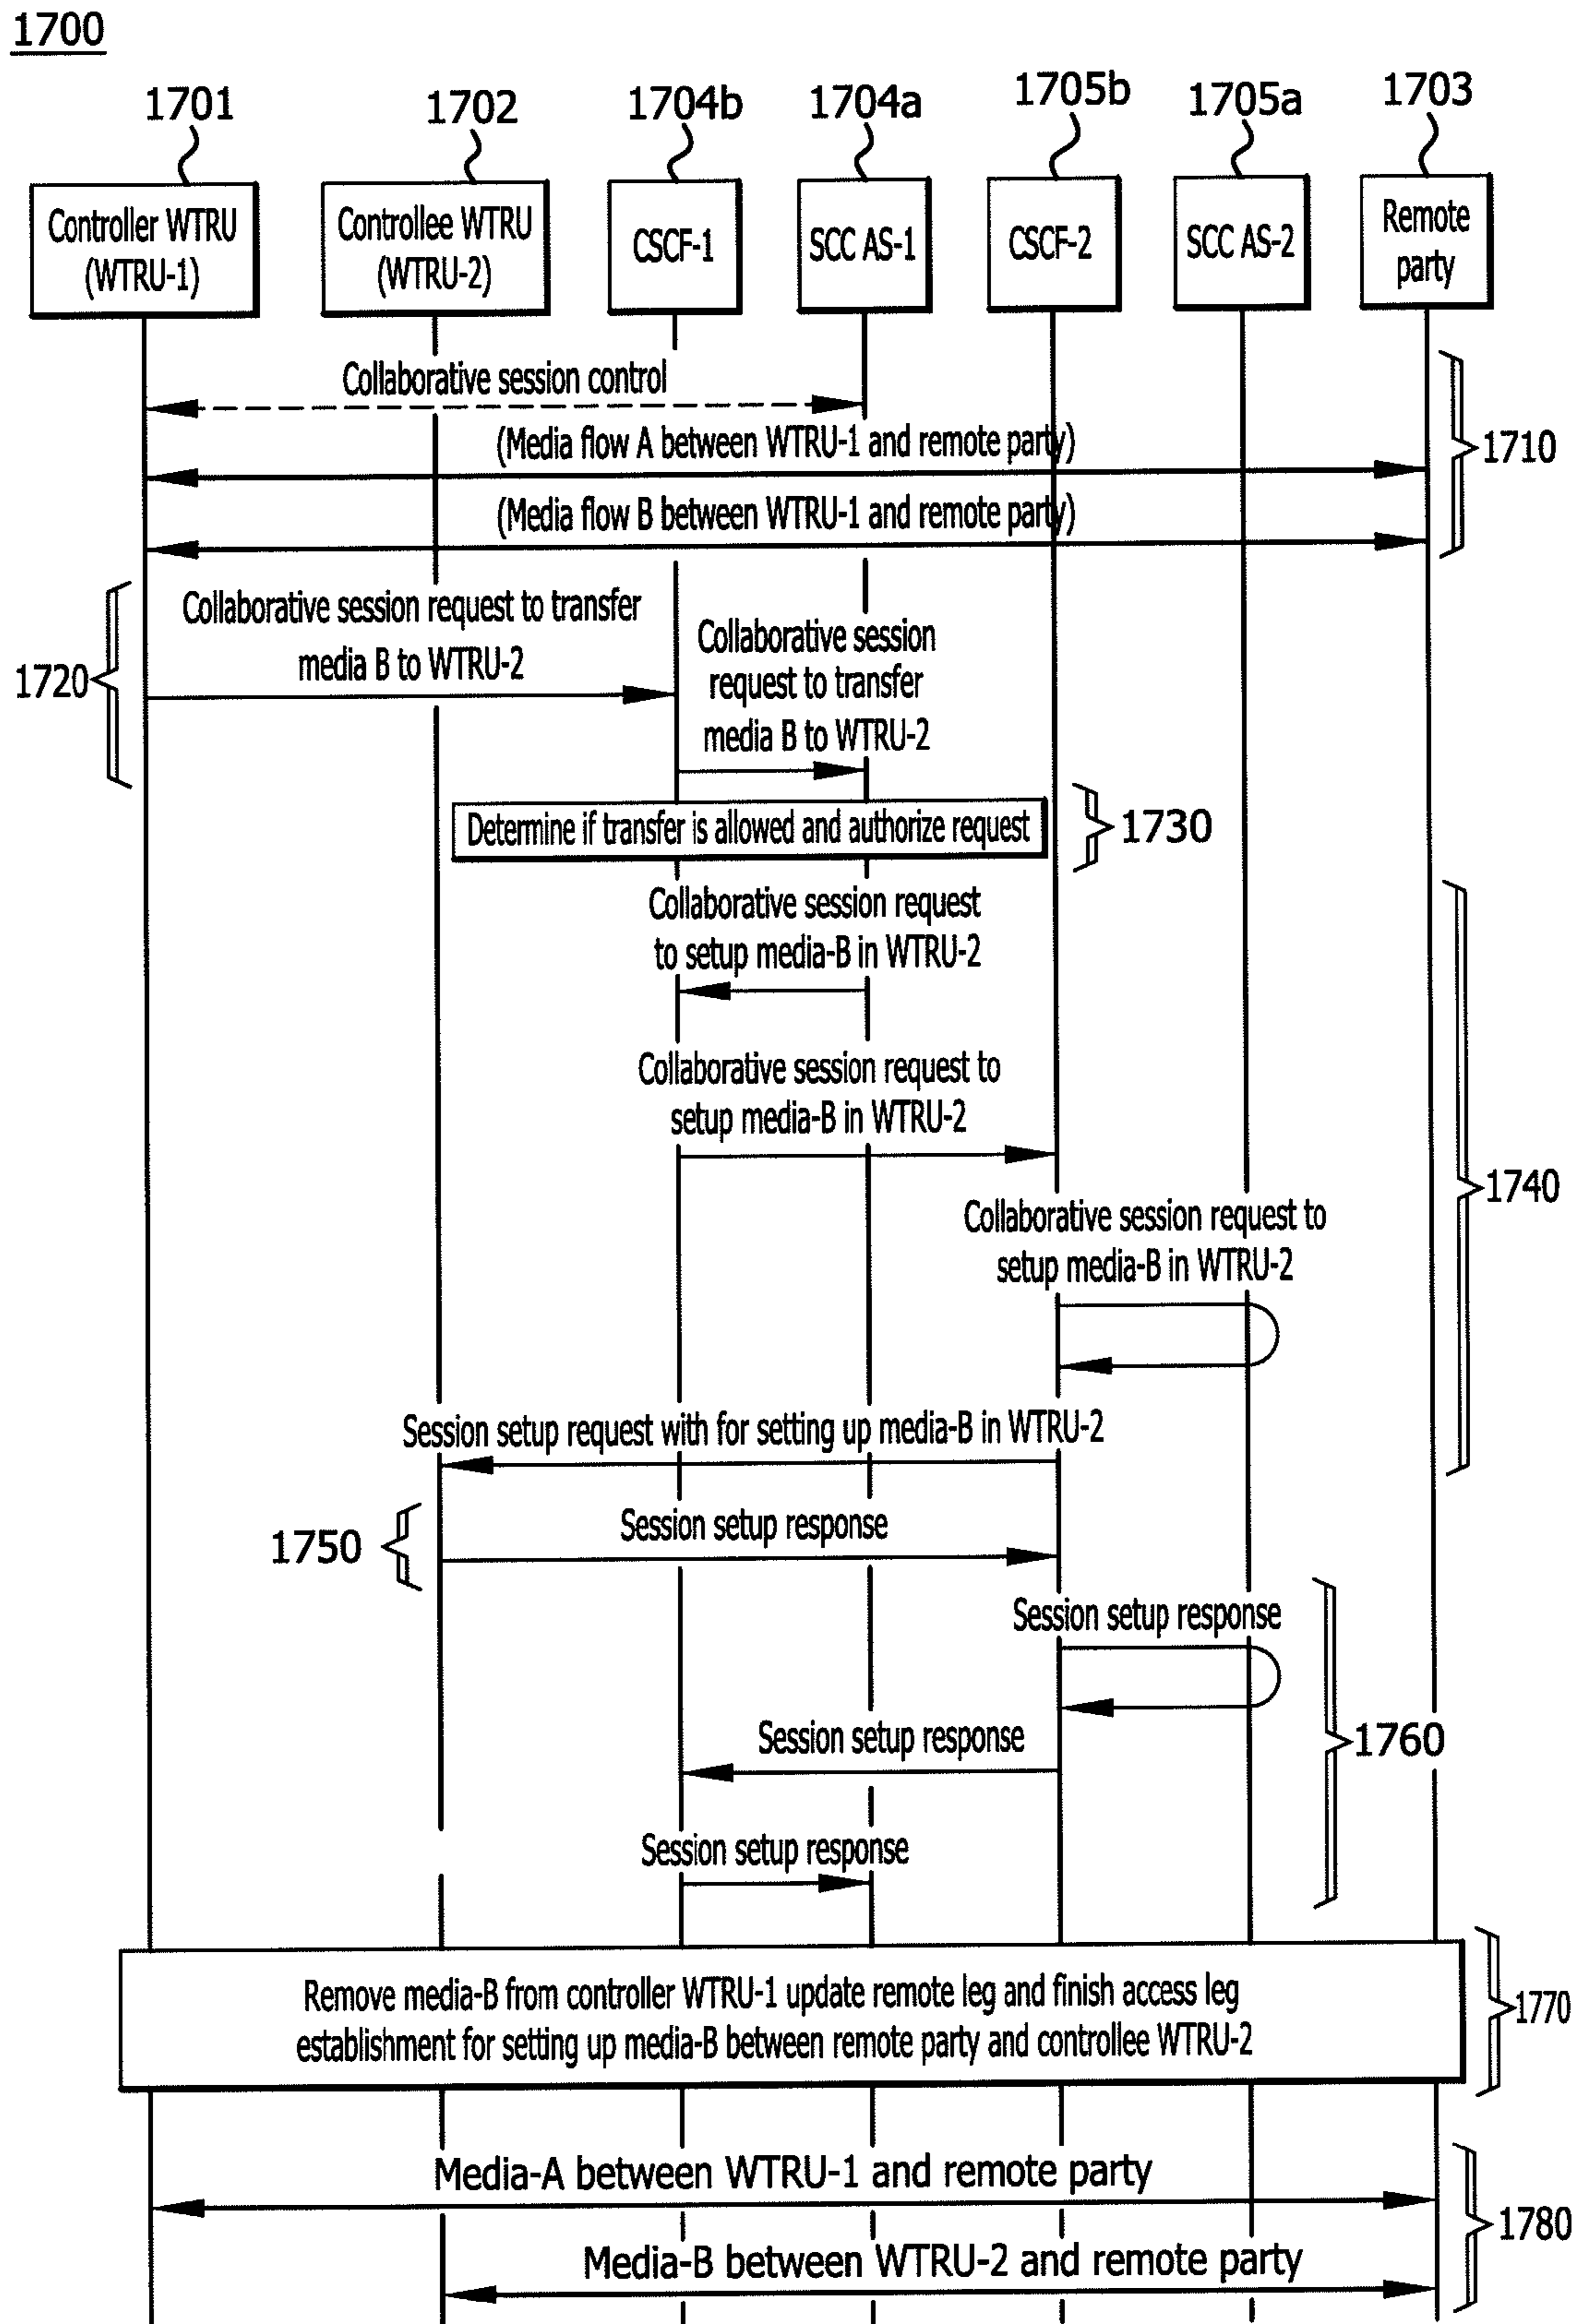 1700
1701
1702
1704b
1704a
1705b
1705a
1703
Controller WTRU
(WTRU-1)
Controllee WTRU
(WTRU-2)
CSCF-1
SCC AS-1
CSCF-2
SCC AS-2
Remote
party
Collaborative session control
(Media flow A between WTRU-1 and remote party)
1710
(Media flow B between WTRU-1 and remote party)
Collaborative session request to transfer
media B to WTRU-2
1720
Collaborative session
request to transfer
media B to WTRU-2
Determine if transfer is allowed and authorize request
1730
Collaborative session request
to setup media-B in WTRU-2
Collaborative session request to
setup media-B in WTRU-2
1740
Collaborative session request to
setup media-B in WTRU-2
Session setup request with for setting up media-B in WTRU-2
1750
Session setup response
Session setup response
Session setup response
1760
Session setup response
Remove media-B from controller WTRU-1 update remote leg and finish access leg
establishment for setting up media-B between remote party and controllee WTRU-2
1770
Media-A between WTRU-1 and remote party
1780
Media-B between WTRU-2 and remote party